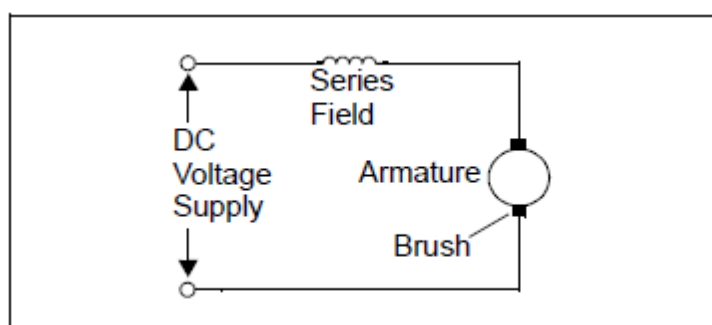 Series
Field
DC
Voltage
Supply
Armature
Brush